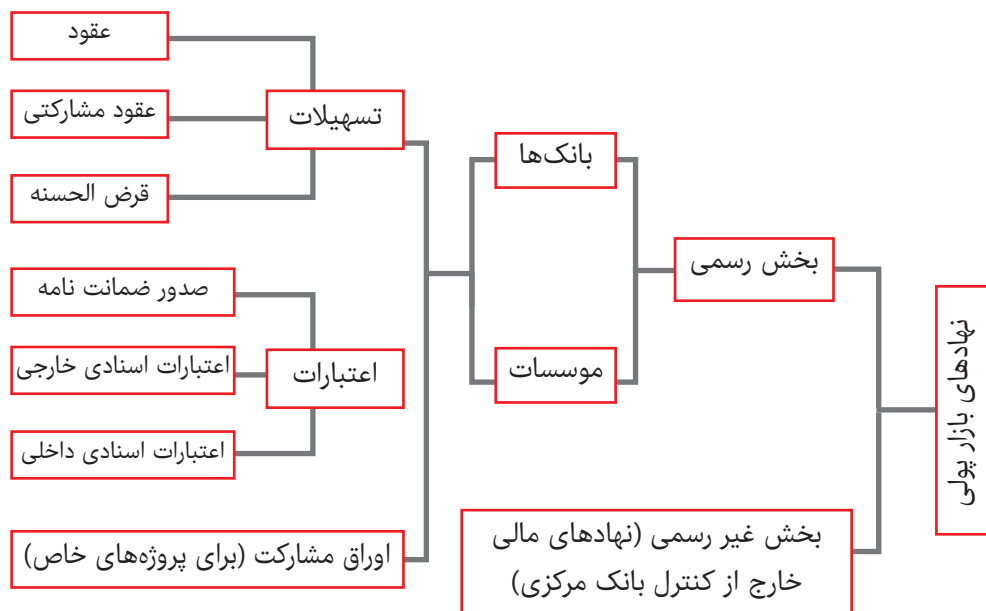 نهادهای بازار پولی
بخش رسمی
بخش غیر رسمی (نهادهای مالی
خارج از کنترل بانک مرکزی)
بانک‌ها
موسسات
تسهیلات
عقود
عقود مشارکتی
قرض الحسنه
اعتبارات
صدور ضمانت نامه
اعتبارات اسنادی خارجی
اعتبارات اسنادی داخلی
اوراق مشارکت (برای پروژه‌های خاص)